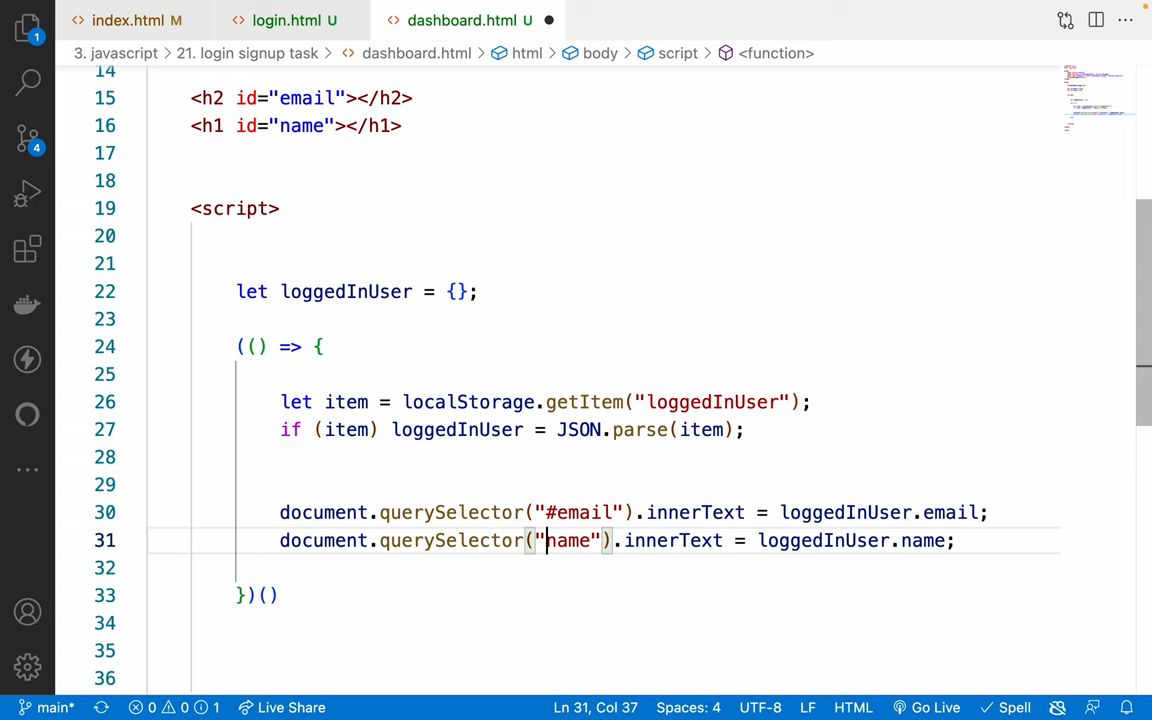 index.html M
login.html U
dashboard.html U
3. javascript > 21. login signup task > dashboard.html > html > body > script > <function>
14
15 <h2 id="email"></h2>
16 <h1 id="name"></h1>
17
18
19 <script>
20
21
22 let loggedInUser = {};
23
24 (() => {
25
26 let item = localStorage.getItem("loggedInUser");
27 if (item) loggedInUser = JSON.parse(item);
28
29
30 document.querySelector("#email").innerText = loggedInUser.email;
31 document.querySelector("name").innerText = loggedInUser.name;
32
33 })()
34
35
36
1
4
main* 0 0 1 Live Share Ln 31, Col 37 Spaces: 4 UTF-8 LF HTML Go Live Spell